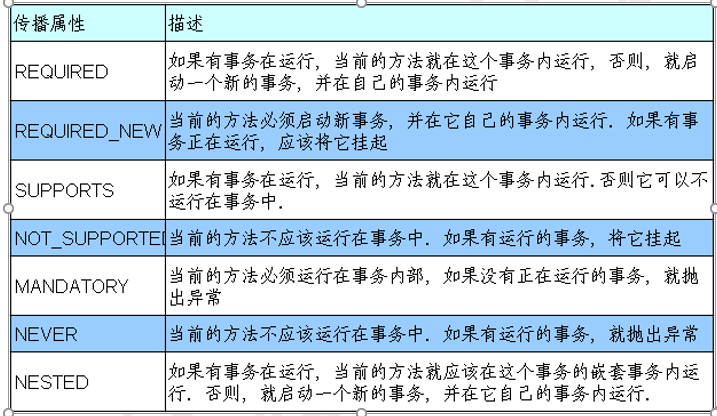 传播属性
描述
REQUIRED
如果有事务在运行，当前的方法就在这个事务内运行，否则，就启
动一个新的事务，并在自己的事务内运行
REQUIRED_NEW
当前的方法必须启动新事务，并在它自己的事务内运行．如果有事
务正在运行，应该将它挂起
SUPPORTS
如果有事务在运行，当前的方法就在这个事务内运行．否则它可以不
运行在事务中．
NOT_SUPPORTED
当前的方法不应该运行在事务中．如果有运行的事务，将它挂起
MANDATORY
当前的方法必须运行在事务内部，如果没有正在运行的事务，就抛
出异常
NEVER
当前的方法不应该运行在事务中．如果有运行的事务，就抛出异常
NESTED
如果有事务在运行，当前的方法就应该在这个事务的嵌套事务内运
行．否则，就启动一个新的事务，并在它自己的事务内运行．